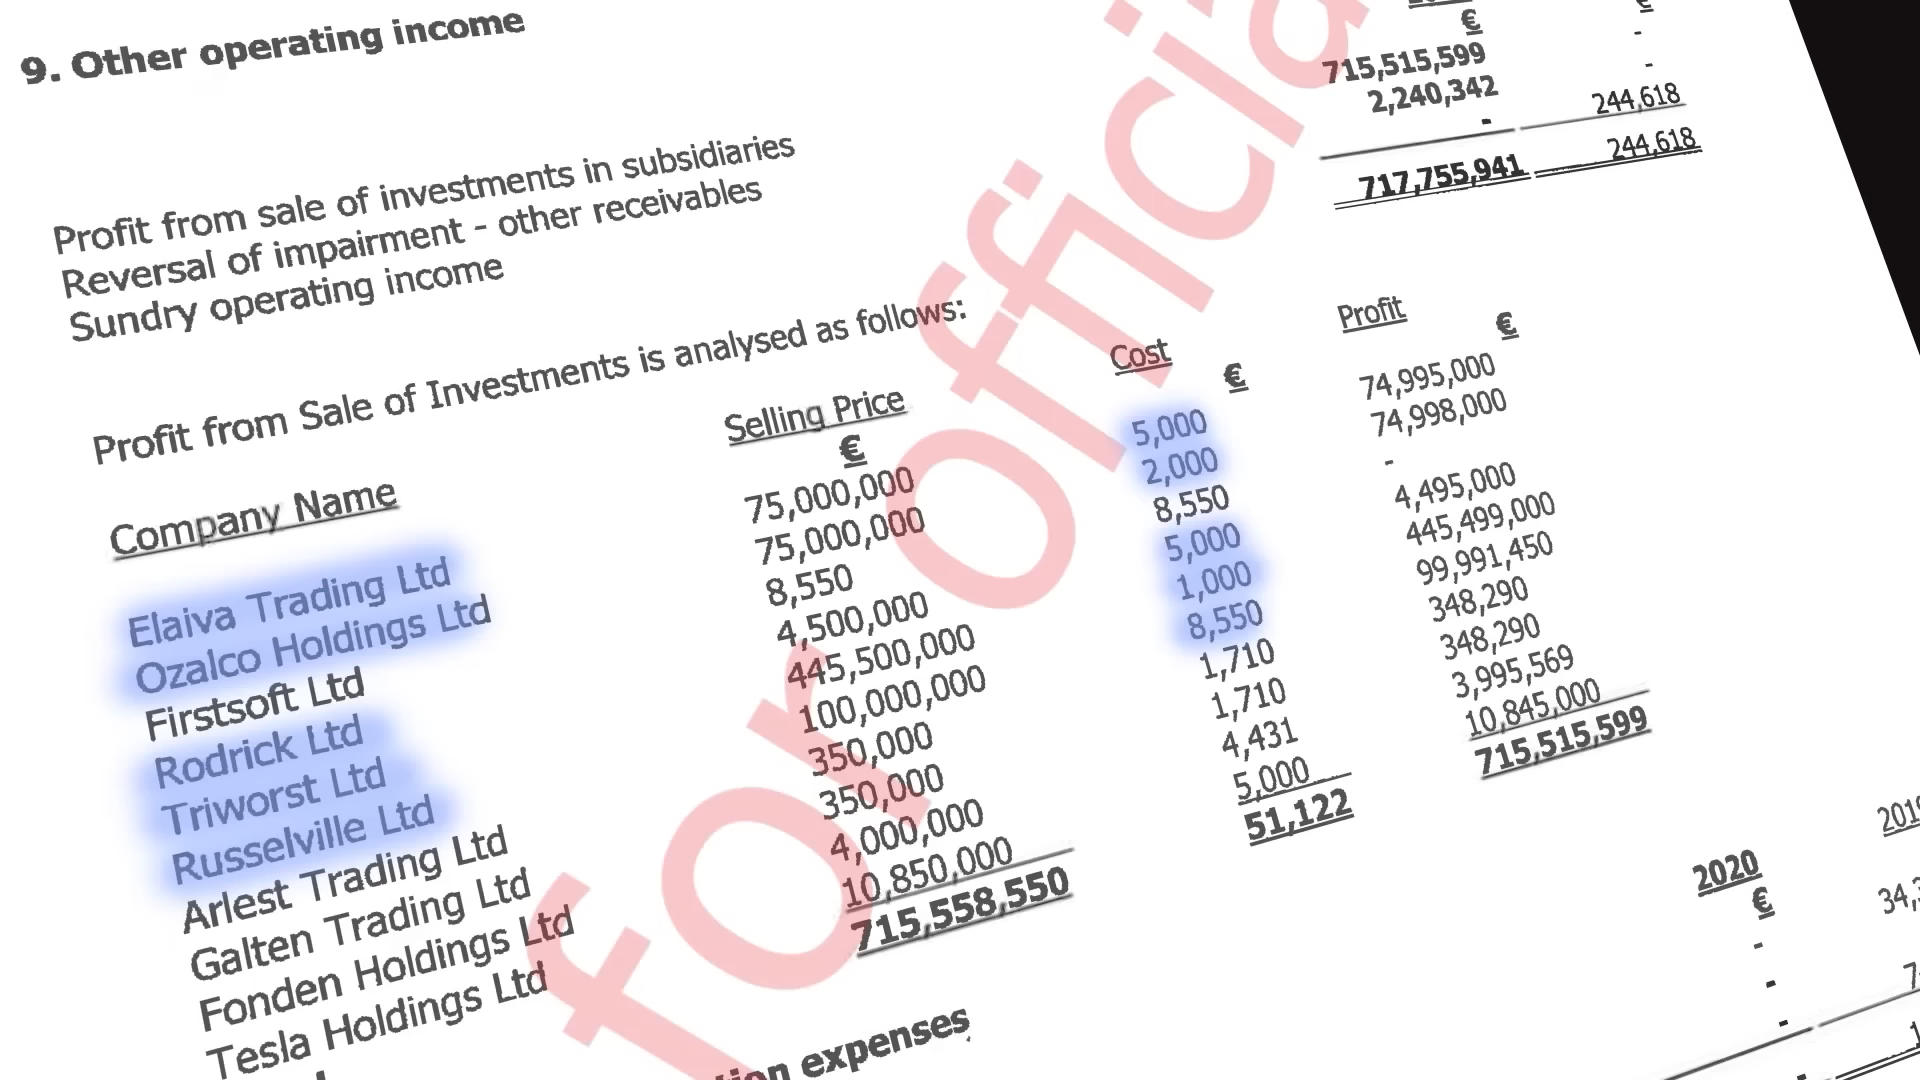 9. Other operating income
€ €
Profit from sale of investments in subsidiaries 715,515,599 -
Reversal of impairment - other receivables 2,240,342 -
Sundry operating income - 244,618
717,755,941 244,618
Profit from Sale of Investments is analysed as follows:
Company Name Selling Price Cost Profit
€ € €
Elaiva Trading Ltd 75,000,000 5,000 74,995,000
Ozalco Holdings Ltd 75,000,000 2,000 74,998,000
Firstsoft Ltd 8,550 8,550 -
Rodrick Ltd 4,500,000 5,000 4,495,000
Triworst Ltd 445,500,000 1,000 445,499,000
Russelville Ltd 100,000,000 8,550 99,991,450
Arlest Trading Ltd 350,000 1,710 348,290
Galten Trading Ltd 350,000 1,710 348,290
Fonden Holdings Ltd 4,000,000 4,431 3,995,569
Tesla Holdings Ltd 10,850,000 5,000 10,845,000
715,558,550 51,122 715,515,599
expenses
2020
€
-
-
-
for official